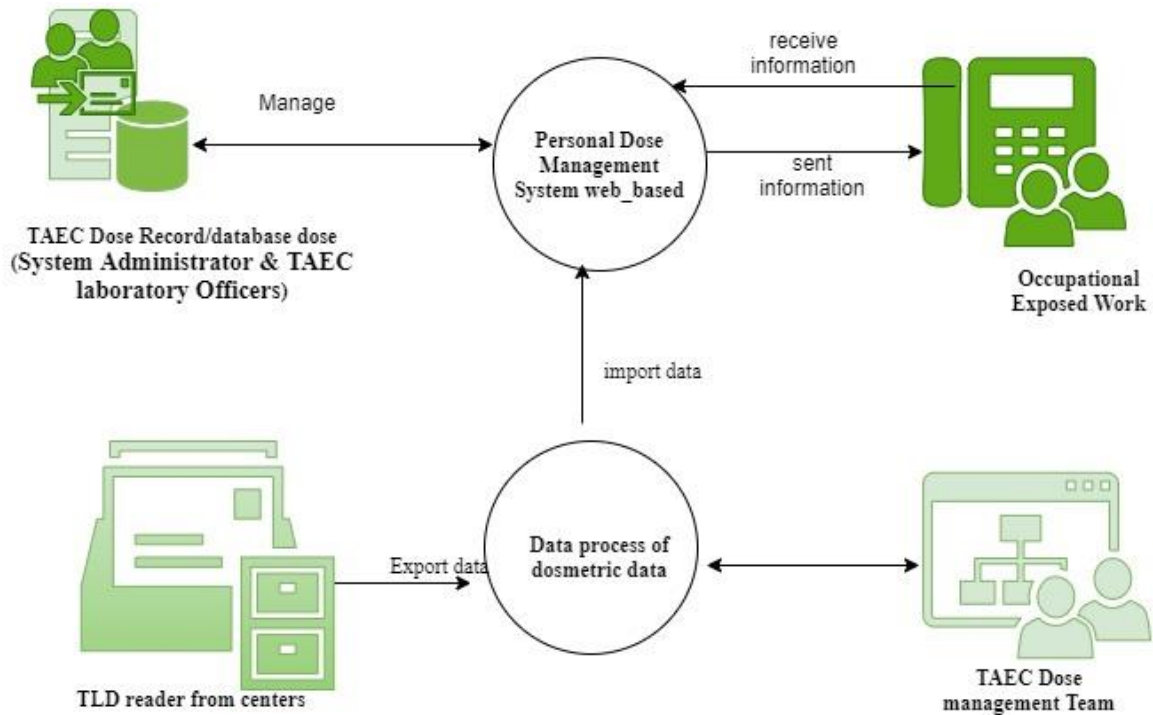 receive
information
Manage
Personal Dose
Management
System web_based
sent
information
TAEC Dose Record/database dose
(System Administrator & TAEC
laboratory Officers)
Occupational
Exposed Work
import data
Data process of
dosmetric data
Export data
TLD reader from centers
TAEC Dose
management Team